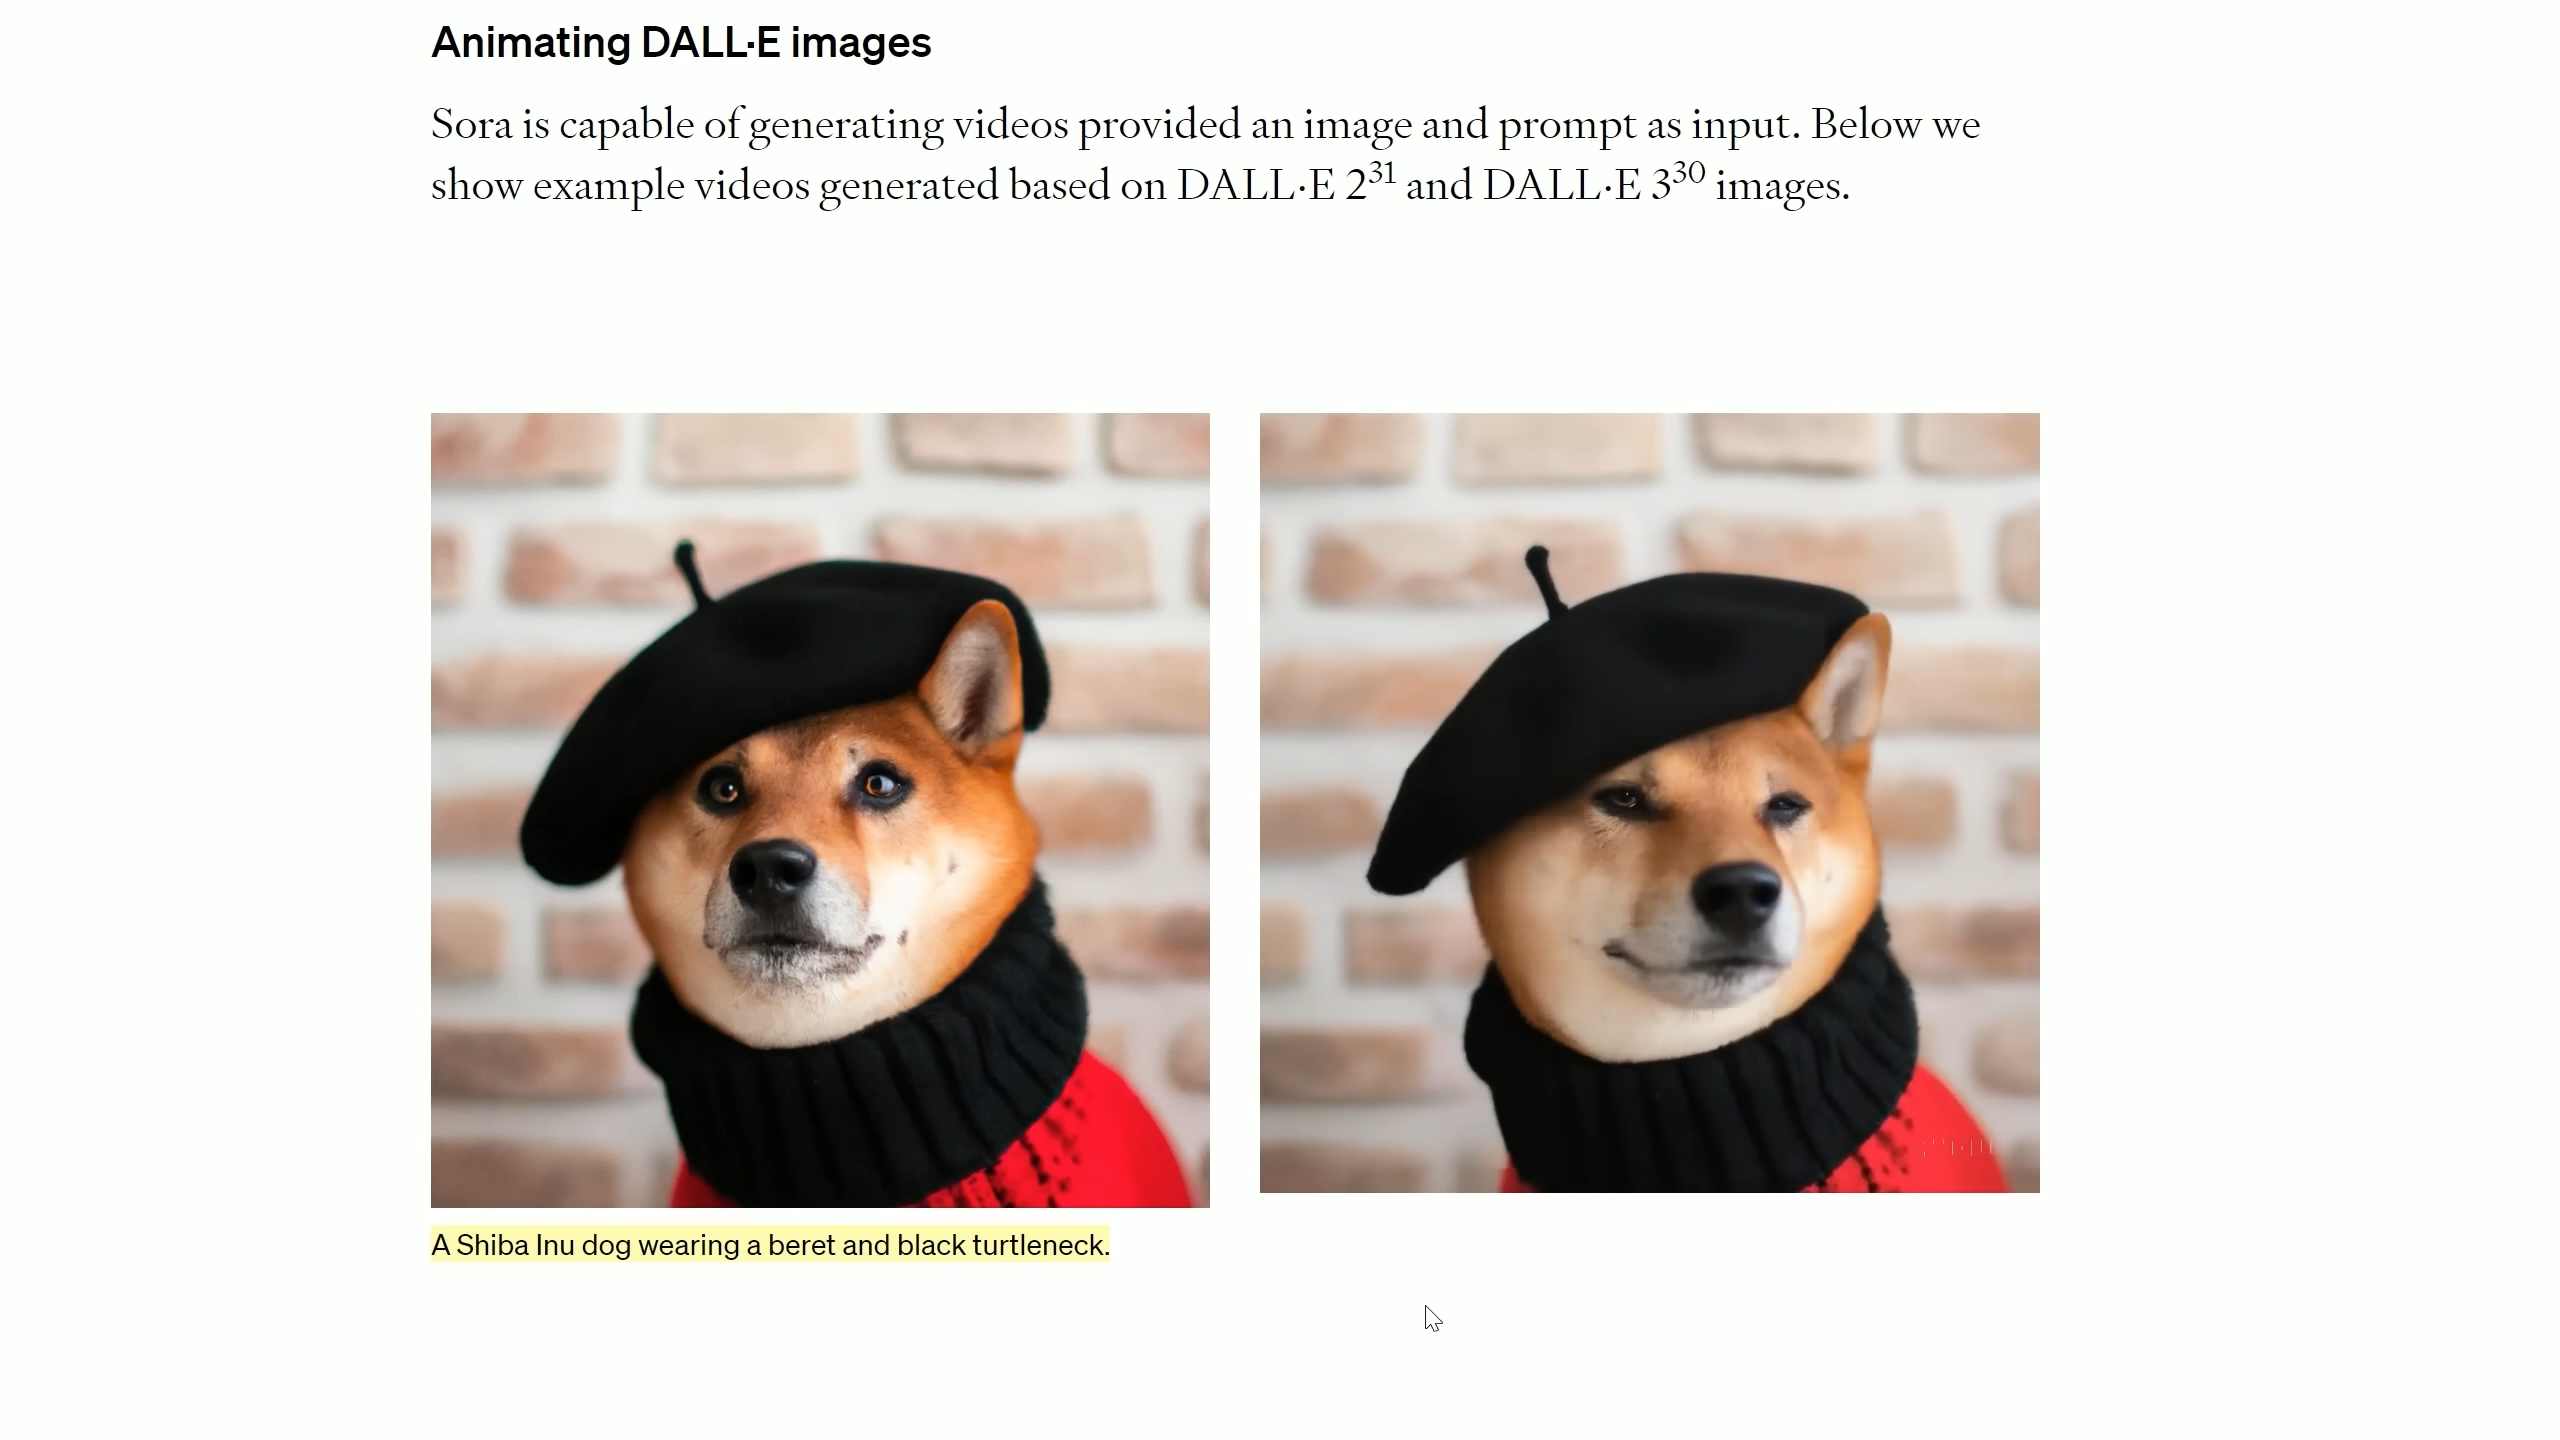 Animating DALL·E images
Sora is capable of generating videos provided an image and prompt as input. Below we
show example videos generated based on DALL·E 2³¹ and DALL·E 3³⁰ images.
A Shiba Inu dog wearing a beret and black turtleneck.